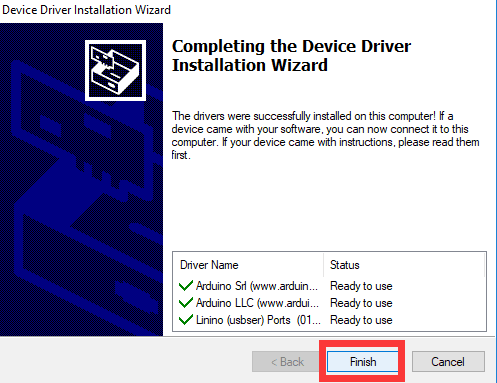 Device Driver Installation Wizard
Completing the Device Driver
Installation Wizard
The drivers were successfully installed on this computer! If a
device came with your software, you can now connect it to this
computer. If your device came with instructions, please read them
first.
Driver Name Status
Arduino Srl (www.arduin... Ready to use
Arduino LLC (www.ardui... Ready to use
Linino (usbser) Ports (01... Ready to use
< Back Finish Cancel